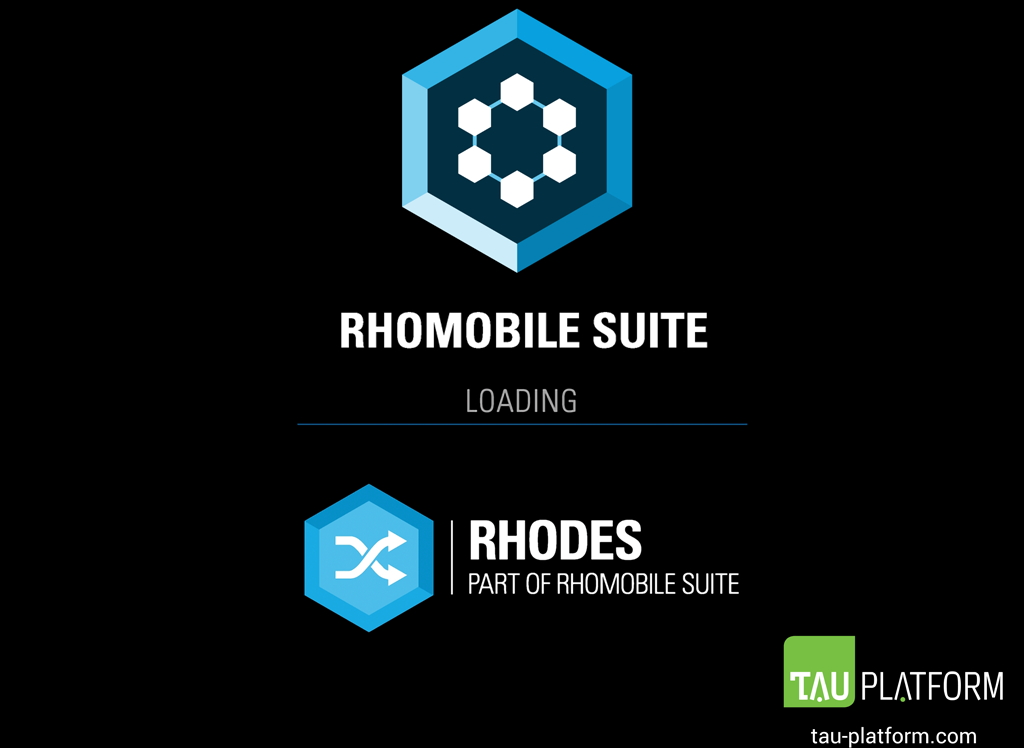 RHOMOBILE SUITE
LOADING
RHODES
PART OF RHOMOBILE SUITE
TAU PLATFORM
tau-platform.com